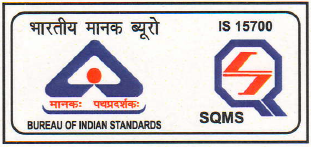 भारतीय मानक ब्यूरो
मानकः पथप्रदर्शकः
BUREAU OF INDIAN STANDARDS
IS 15700
SQMS